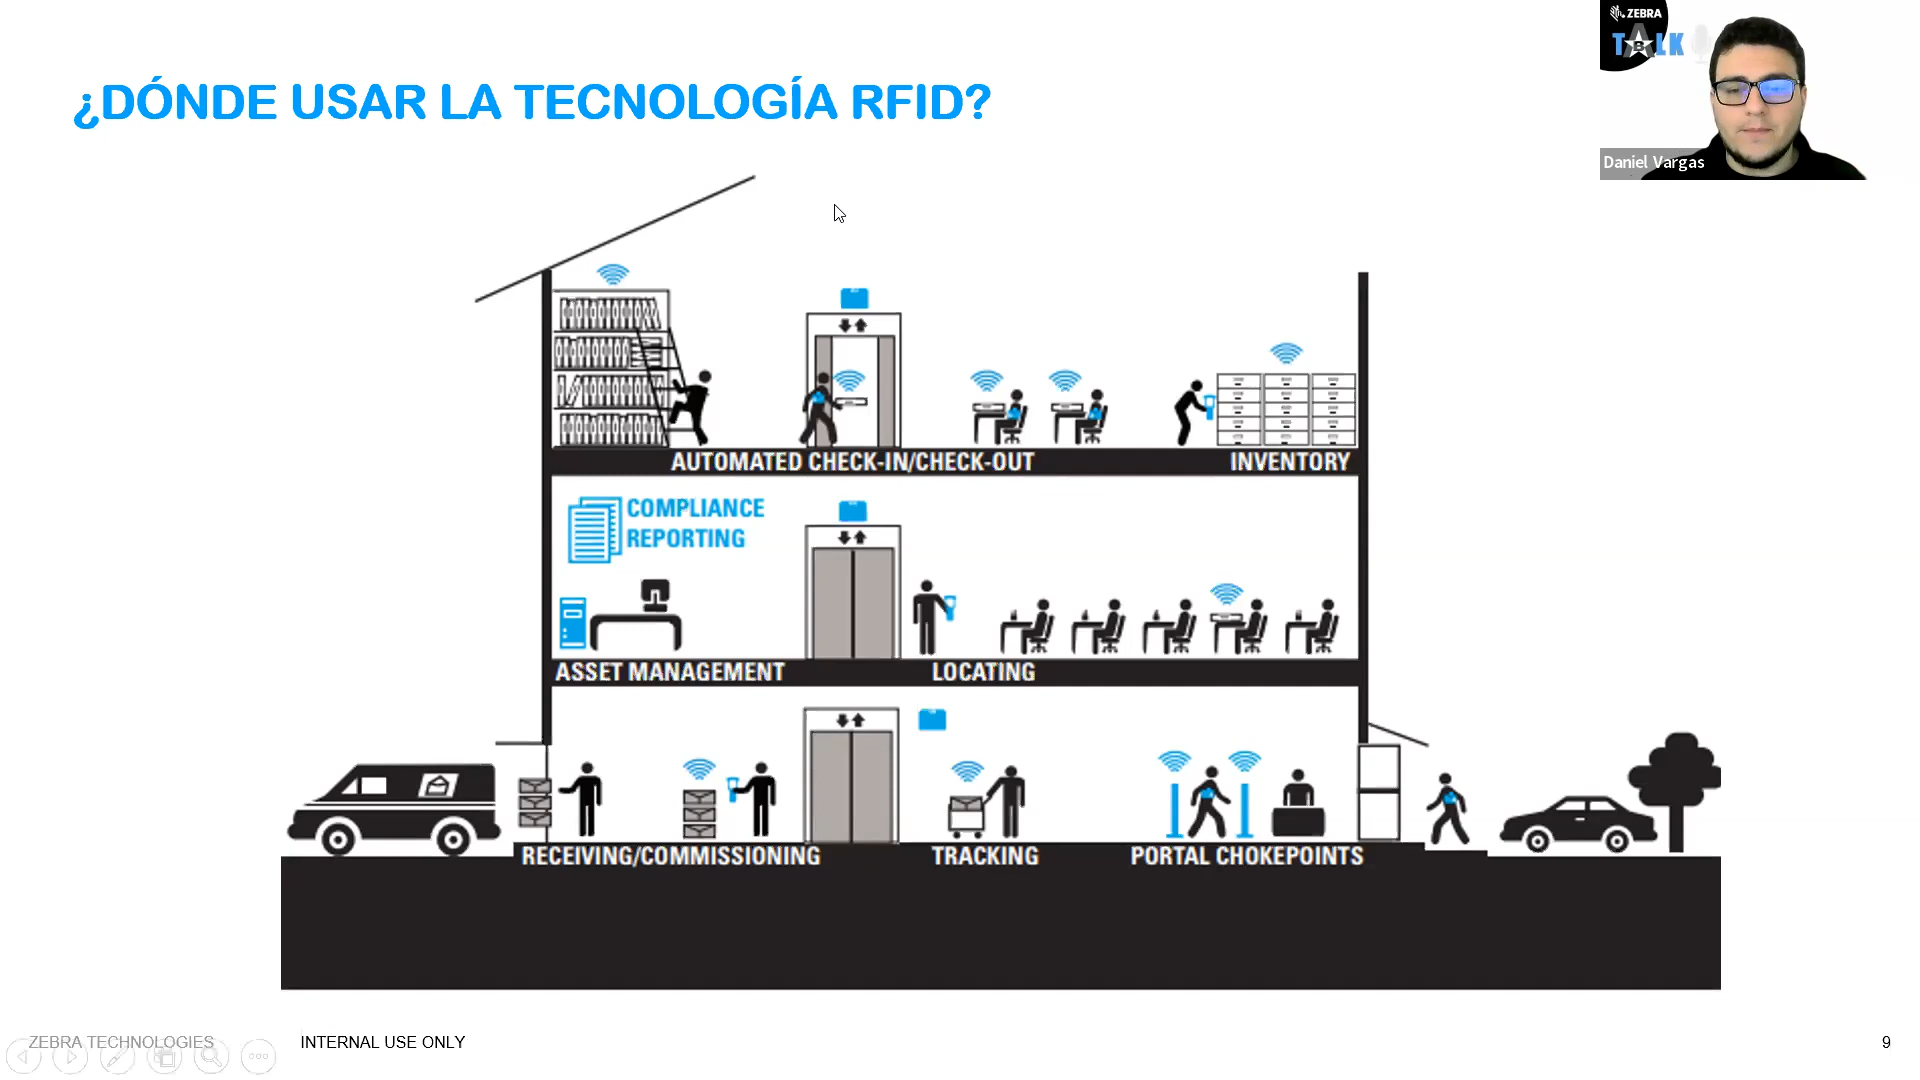 ¿DÓNDE USAR LA TECNOLOGÍA RFID?
ZEBRA
TALK
B
Daniel Vargas
AUTOMATED CHECK-IN/CHECK-OUT
INVENTORY
COMPLIANCE
REPORTING
ASSET MANAGEMENT
LOCATING
RECEIVING/COMMISSIONING
TRACKING
PORTAL CHOKEPOINTS
ZEBRA TECHNOLOGIES
INTERNAL USE ONLY
9